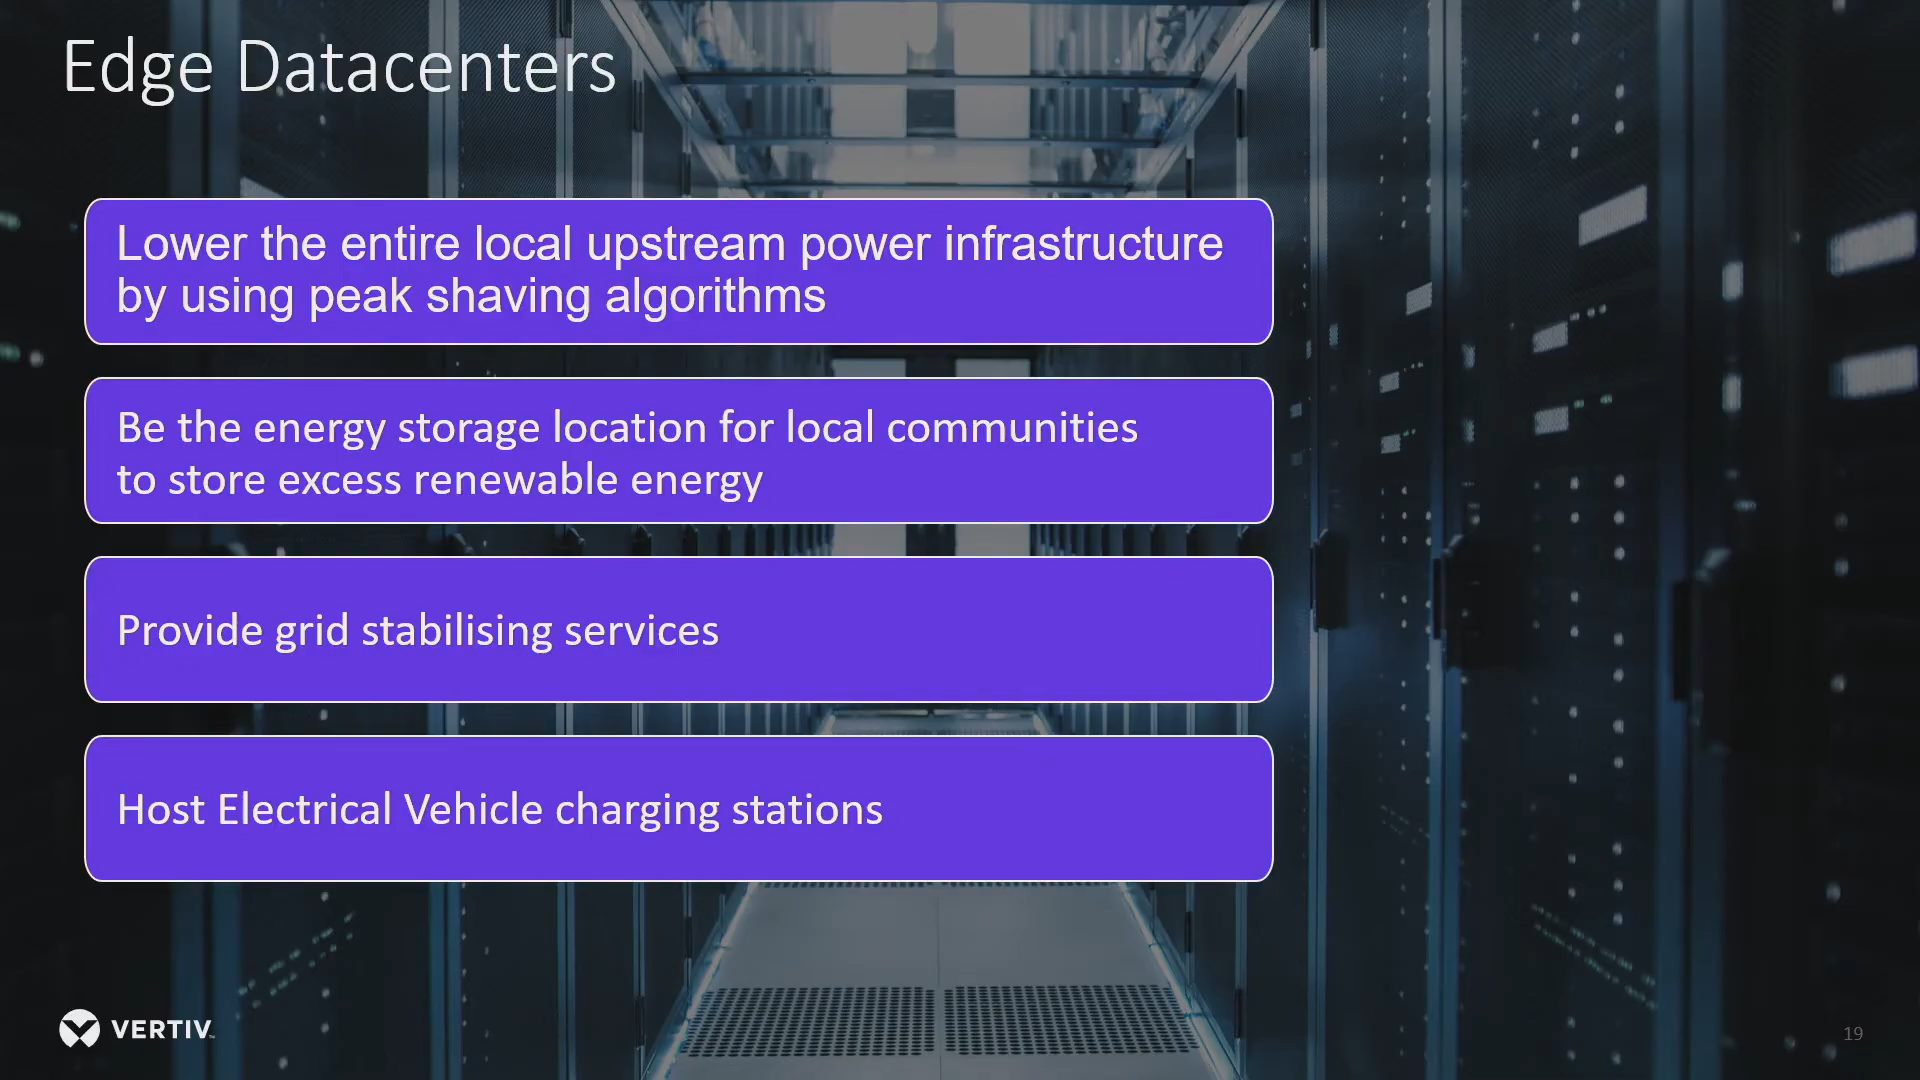 Edge Datacenters
Lower the entire local upstream power infrastructure
by using peak shaving algorithms
Be the energy storage location for local communities
to store excess renewable energy
Provide grid stabilising services
Host Electrical Vehicle charging stations
VERTIV™
19